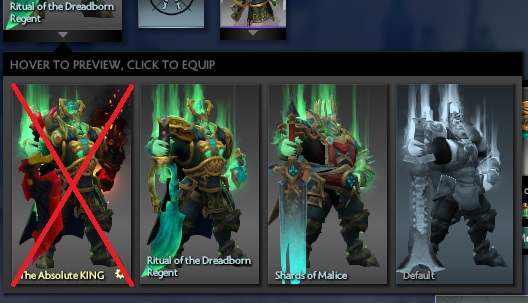 Ritual of the Dreadborn
Regent
HOVER TO PREVIEW, CLICK TO EQUIP
The Absolute KING
Ritual of the Dreadborn
Regent
Shards of Malice
Default